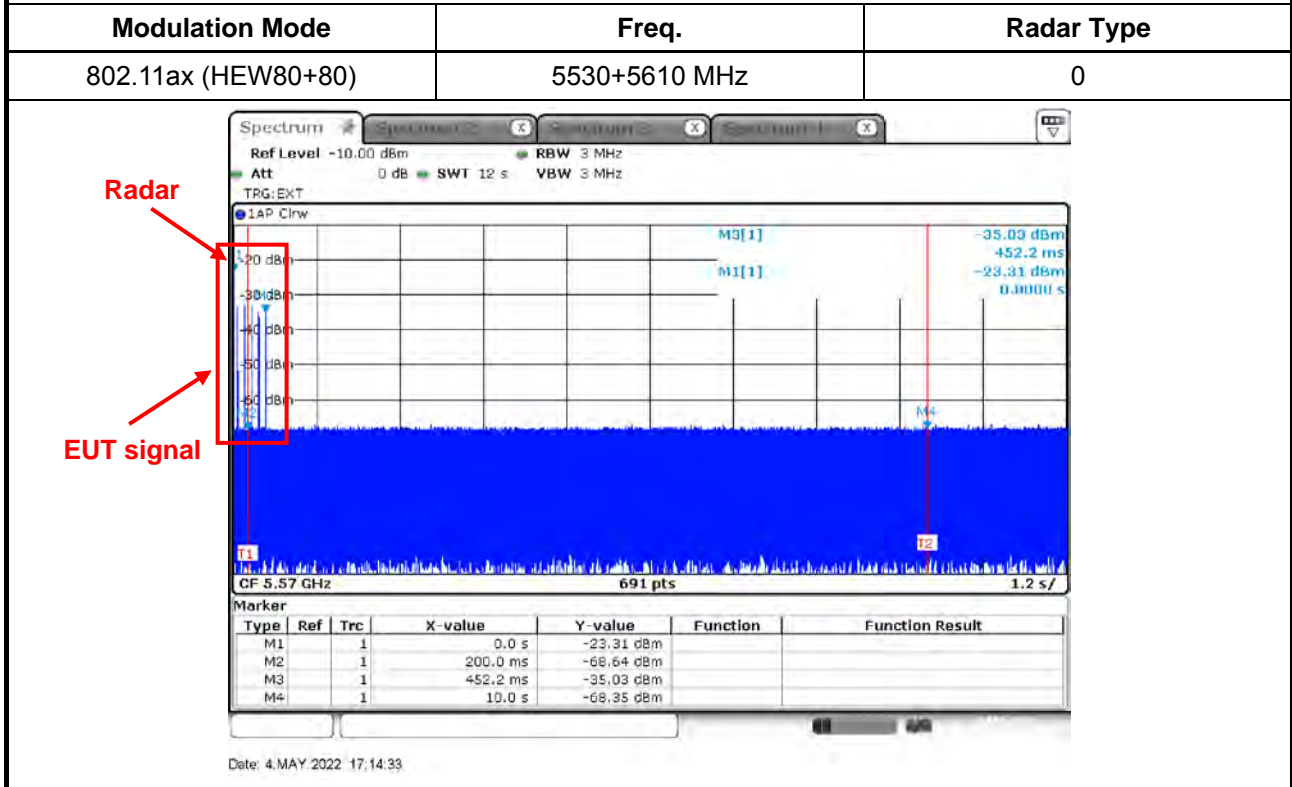 Modulation Mode Freq. Radar Type
802.11ax (HEW80+80) 5530+5610 MHz 0
Spectrum
Ref Level -10.00 dBm RBW 3 MHz
Att 0 dB SWT 12 s VBW 3 MHz
TRG:EXT
1AP Clrw
Radar
M3[1] -35.03 dBm
452.2 ms
M1[1] -23.31 dBm
0.0000 s
-20 dBm
-30 dBm
-40 dBm
-50 dBm
-60 dBm
M4
EUT signal
T1 T2
CF 5.57 GHz 691 pts 1.2 s/
Marker
Type Ref Trc X-value Y-value Function Function Result
M1 1 0.0 s -23.31 dBm
M2 1 200.0 ms -68.64 dBm
M3 1 452.2 ms -35.03 dBm
M4 1 10.0 s -68.35 dBm
Date: 4.MAY.2022 17:14:33